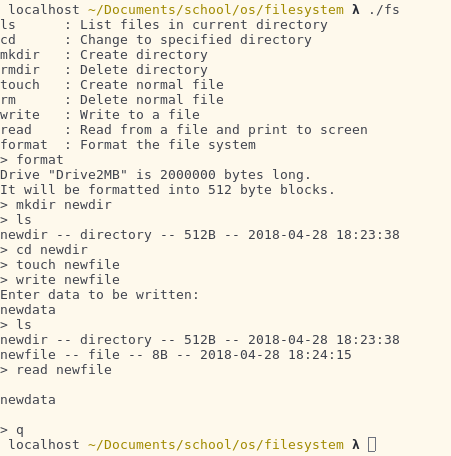 localhost ~/Documents/school/os/filesystem λ ./fs
ls      : List files in current directory
cd      : Change to specified directory
mkdir   : Create directory
rmdir   : Delete directory
touch   : Create normal file
rm      : Delete normal file
write   : Write to a file
read    : Read from a file and print to screen
format  : Format the file system
> format
Drive "Drive2MB" is 2000000 bytes long.
It will be formatted into 512 byte blocks.
> mkdir newdir
> ls
newdir -- directory -- 512B -- 2018-04-28 18:23:38
> cd newdir
> touch newfile
> write newfile
Enter data to be written:
newdata
> ls
newdir -- directory -- 512B -- 2018-04-28 18:23:38
newfile -- file -- 8B -- 2018-04-28 18:24:15
> read newfile

newdata

> q
localhost ~/Documents/school/os/filesystem λ